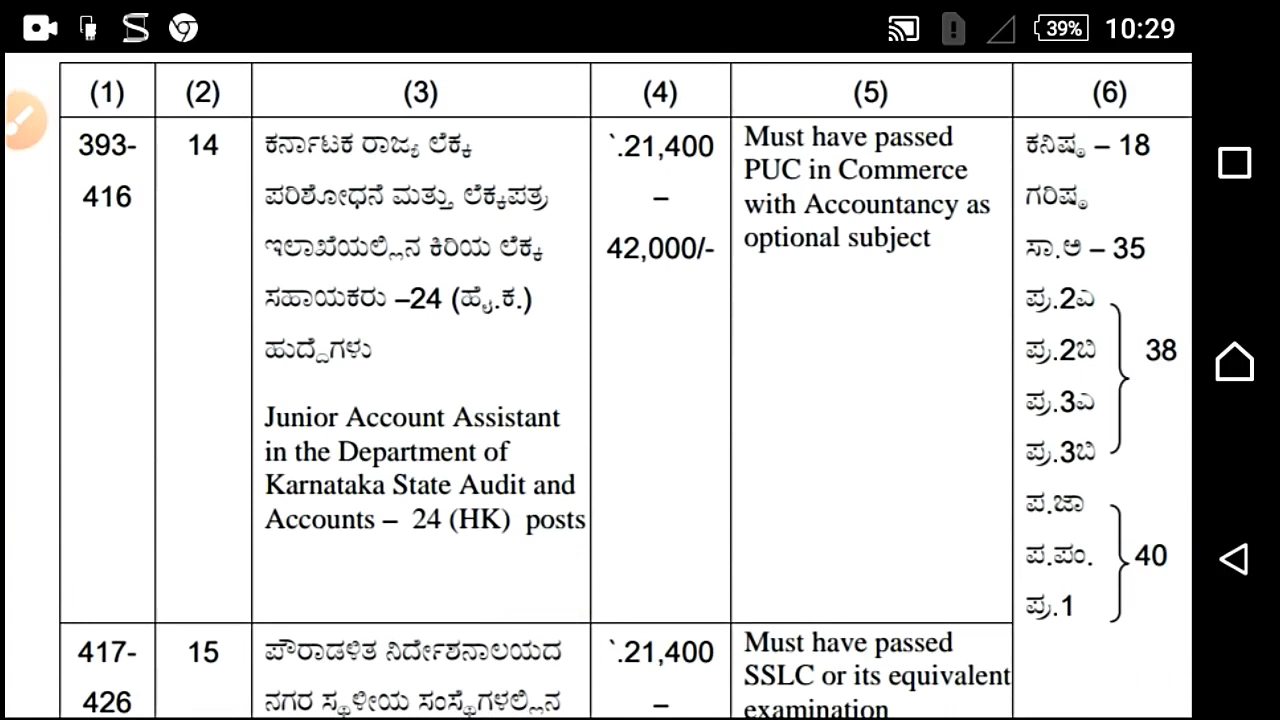 39% 10:29
(1) (2) (3) (4) (5) (6)
393- 14 ಕರ್ನಾಟಕ ರಾಜ್ಯ ಲೆಕ್ಕ `.21,400 Must have passed ಕನಿಷ್ಠ – 18
416 ಪರಿಶೋಧನೆ ಮತ್ತು ಲೆಕ್ಕಪತ್ರ – PUC in Commerce ಗರಿಷ್ಠ
ಇಲಾಖೆಯಲ್ಲಿನ ಕಿರಿಯ ಲೆಕ್ಕ 42,000/- with Accountancy as ಸಾ.ಅ – 35
optional subject
ಸಹಾಯಕರು –24 (ಹೈ.ಕ.) ಪ್ರ.2ಎ
ಹುದ್ದೆಗಳು ಪ್ರ.2ಬಿ 38
ಪ್ರ.3ಎ
Junior Account Assistant
in the Department of ಪ್ರ.3ಬಿ
Karnataka State Audit and ಪ.ಜಾ
Accounts – 24 (HK) posts
ಪ.ಪಂ. 40
ಪ್ರ.1
417- 15 ಪೌರಾಡಳಿತ ನಿರ್ದೇಶನಾಲಯದ `.21,400 Must have passed
426 ನಗರ ಸ್ಥಳೀಯ ಸಂಸ್ಥೆಗಳಲ್ಲಿನ – SSLC or its equivalent
examination